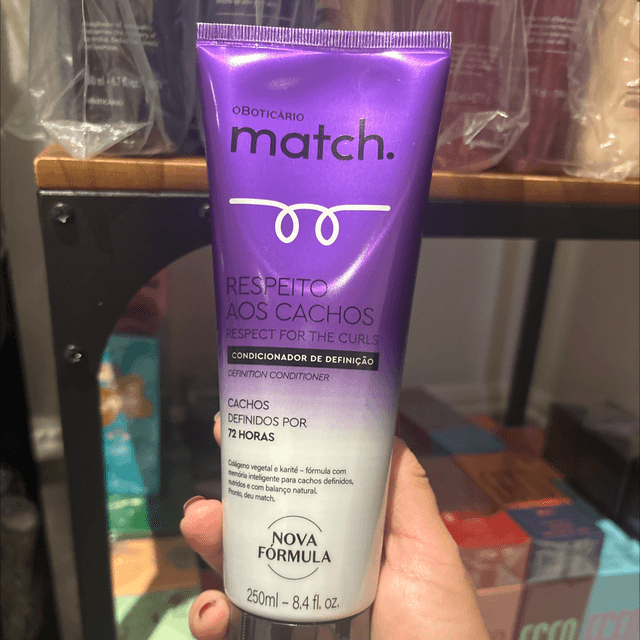 OBOTICÁRIO
match.
RESPEITO
AOS CACHOS
RESPECT FOR THE CURLS
CONDICIONADOR DE DEFINIÇÃO
DEFINITION CONDITIONER
CACHOS
DEFINIDOS POR
72 HORAS
Colágeno vegetal e karité – fórmula com
memória inteligente para cachos definidos,
nutridos e com balanço natural.
Pronto, deu match.
NOVA
FÓRMULA
250ml – 8.4 fl. oz.